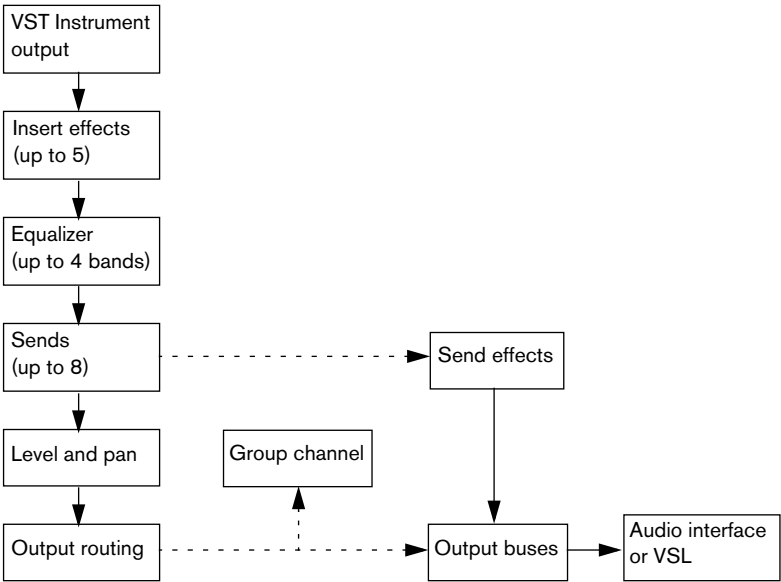 VST Instrument
output
Insert effects
(up to 5)
Equalizer
(up to 4 bands)
Sends
(up to 8)
Send effects
Level and pan
Group channel
Output routing
Output buses
Audio interface
or VSL